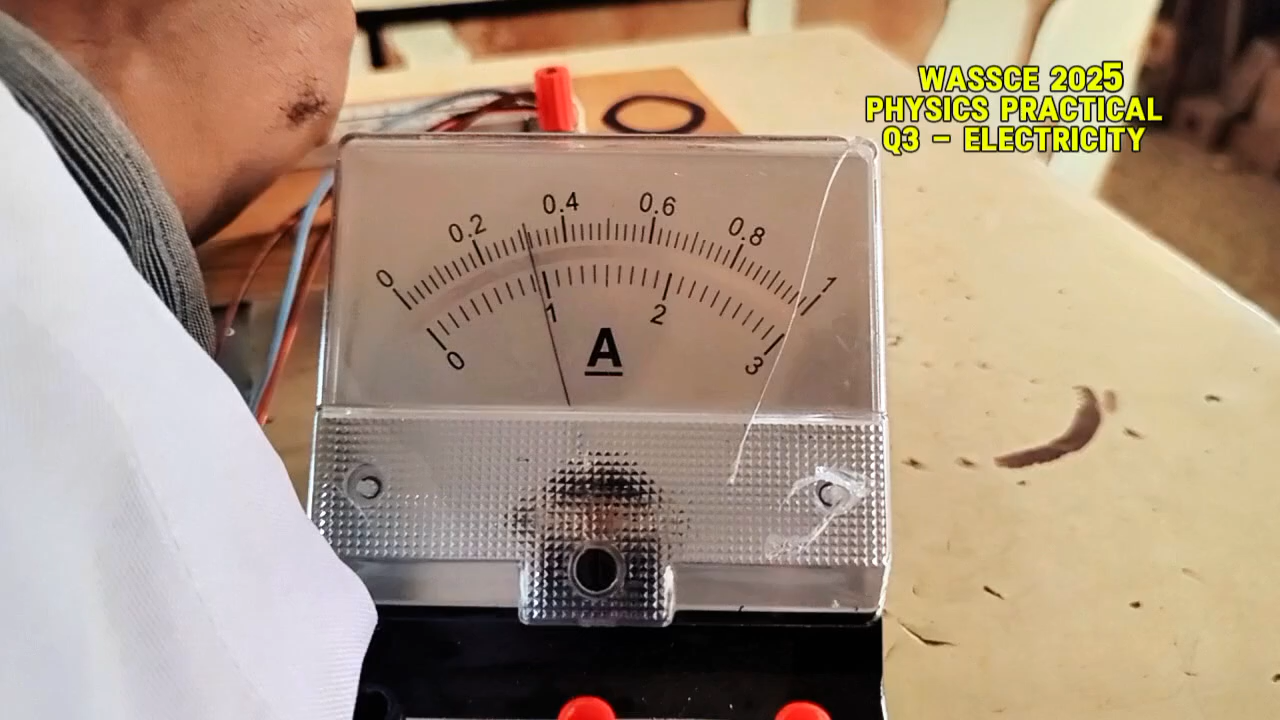 WASSCE 2025
PHYSICS PRACTICAL
Q3 – ELECTRICITY
0 0.2 0.4 0.6 0.8 1
0 1 2 3
A